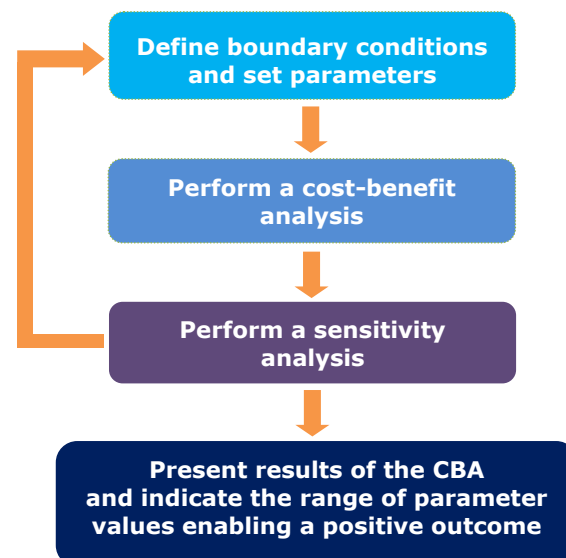 Define boundary conditions
and set parameters
Perform a cost-benefit
analysis
Perform a sensitivity
analysis
Present results of the CBA
and indicate the range of parameter
values enabling a positive outcome